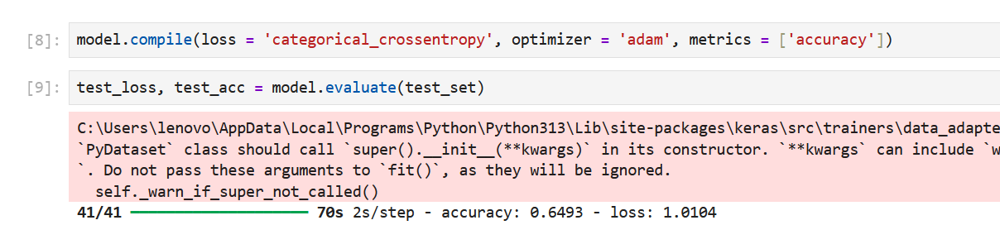 [8]: model.compile(loss = 'categorical_crossentropy', optimizer = 'adam', metrics = ['accuracy'])
[9]: test_loss, test_acc = model.evaluate(test_set)
C:\Users\lenovo\AppData\Local\Programs\Python\Python313\Lib\site-packages\keras\src\trainers\data_adapte
`PyDataset` class should call `super().__init__(**kwargs)` in its constructor. `**kwargs` can include `w
`. Do not pass these arguments to `fit()`, as they will be ignored.
self._warn_if_super_not_called()
41/41 ━━━━━━━━━━━━━━━━━━━━ 70s 2s/step - accuracy: 0.6493 - loss: 1.0104